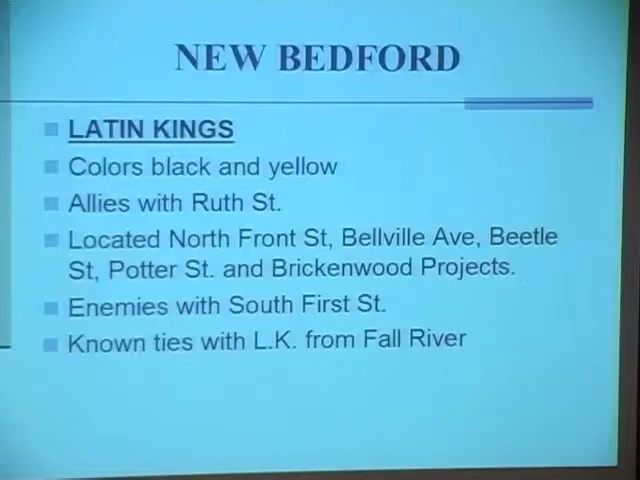 NEW BEDFORD
LATIN KINGS
Colors black and yellow
Allies with Ruth St.
Located North Front St, Bellville Ave, Beetle
St, Potter St. and Brickenwood Projects.
Enemies with South First St.
Known ties with L.K. from Fall River